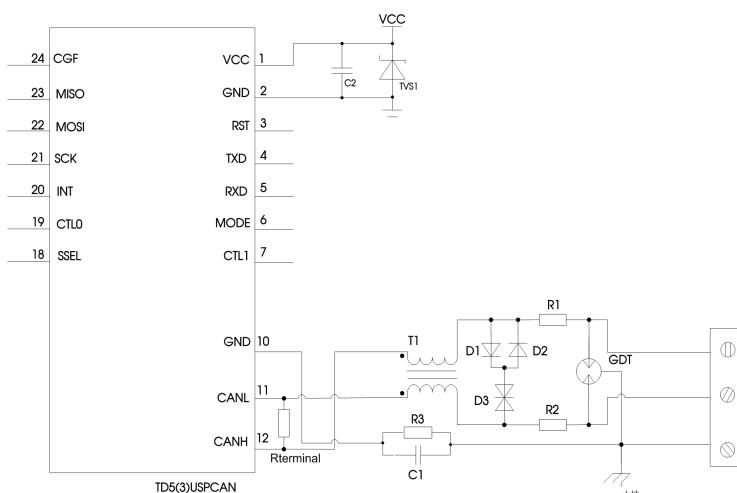 VCC
24 CGF
VCC 1
C2
TVS1
23 MISO
GND 2
22 MOSI
RST 3
21 SCK
TXD 4
20 INT
RXD 5
19 CTL0
MODE 6
18 SSEL
CTL1 7
R1
GND 10
T1
D1
D2
GDT
D3
CANL 11
R2
R3
CANH 12
Rterminal
C1
TD5(3)USPCAN